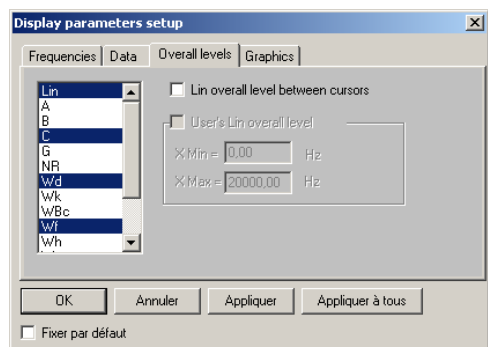 Display parameters setup
Frequencies Data Overall levels Graphics
Lin
A
B
C
G
NR
Wd
Wk
WBc
Wf
Wh
Lin overall level between cursors
User's Lin overall level
X Min = 0,00 Hz
X Max = 20000,00 Hz
OK Annuler Appliquer Appliquer à tous
Fixer par défaut